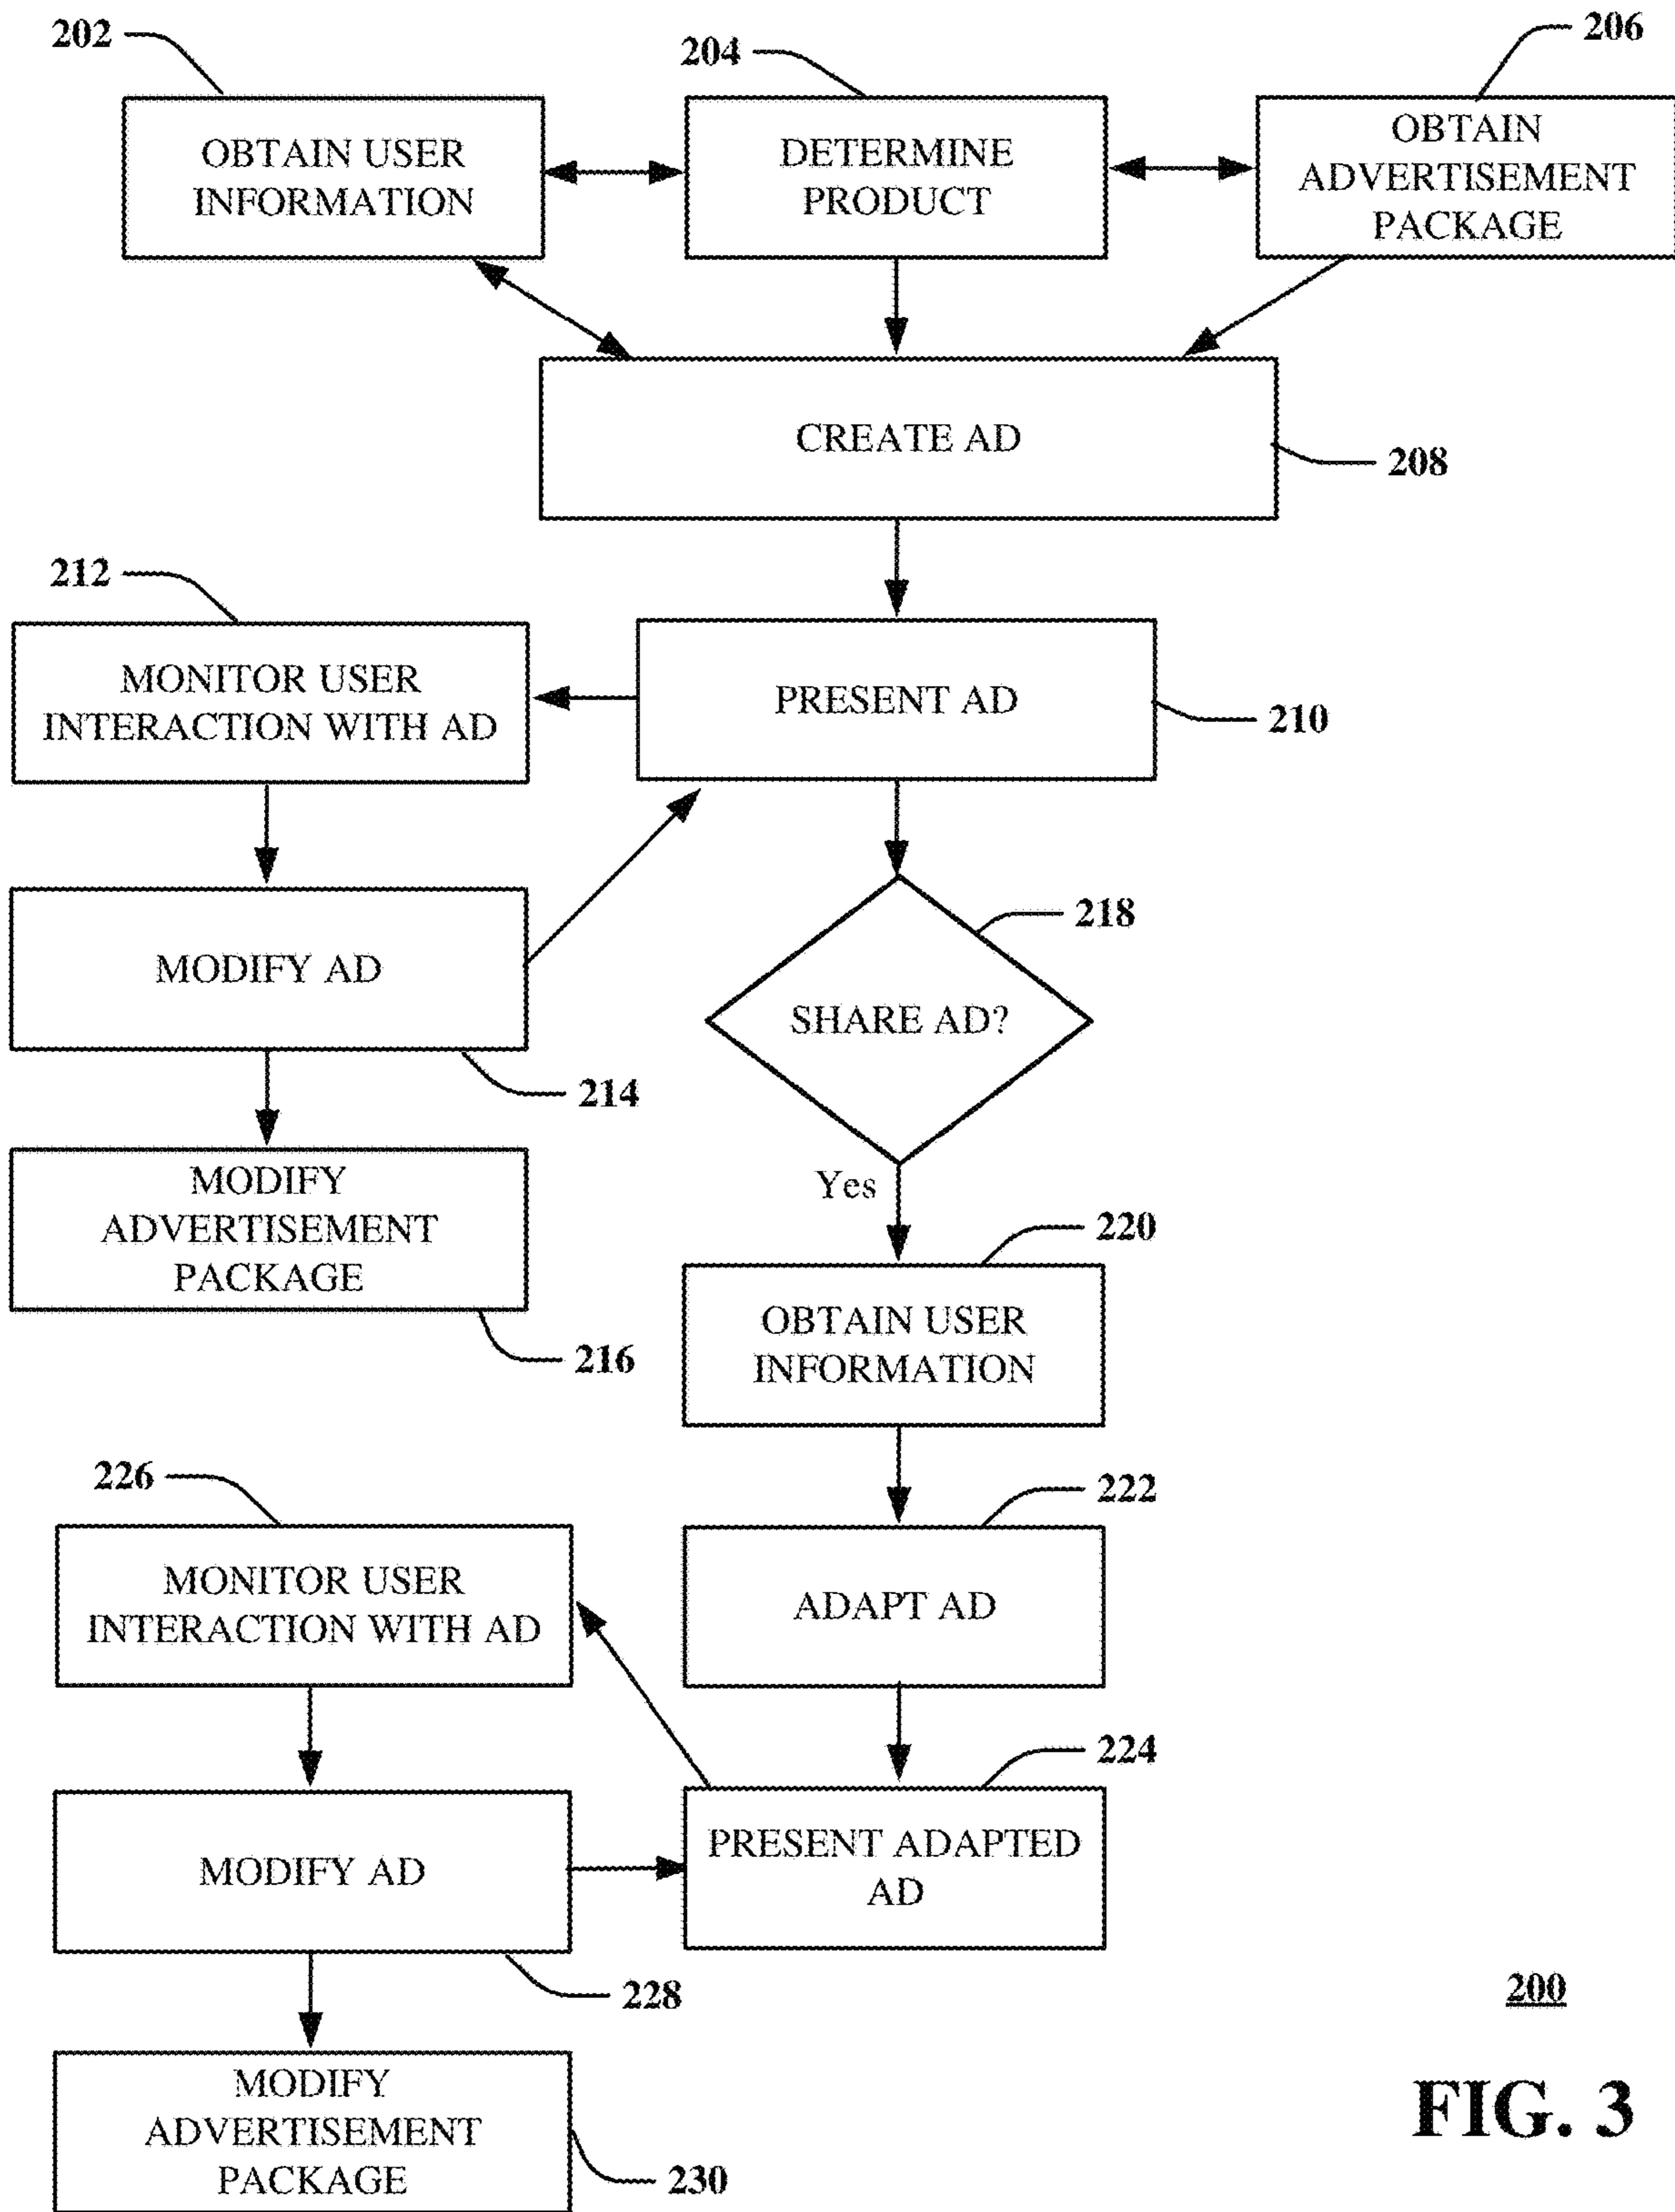 202
204
206
OBTAIN USER
INFORMATION
DETERMINE
PRODUCT
OBTAIN
ADVERTISEMENT
PACKAGE
CREATE AD
208
212
MONITOR USER
INTERACTION WITH AD
PRESENT AD
210
MODIFY AD
214
218
SHARE AD?
Yes
MODIFY
ADVERTISEMENT
PACKAGE
216
220
OBTAIN USER
INFORMATION
222
ADAPT AD
226
MONITOR USER
INTERACTION WITH AD
224
PRESENT ADAPTED
AD
MODIFY AD
228
MODIFY
ADVERTISEMENT
PACKAGE
230
200
FIG. 3